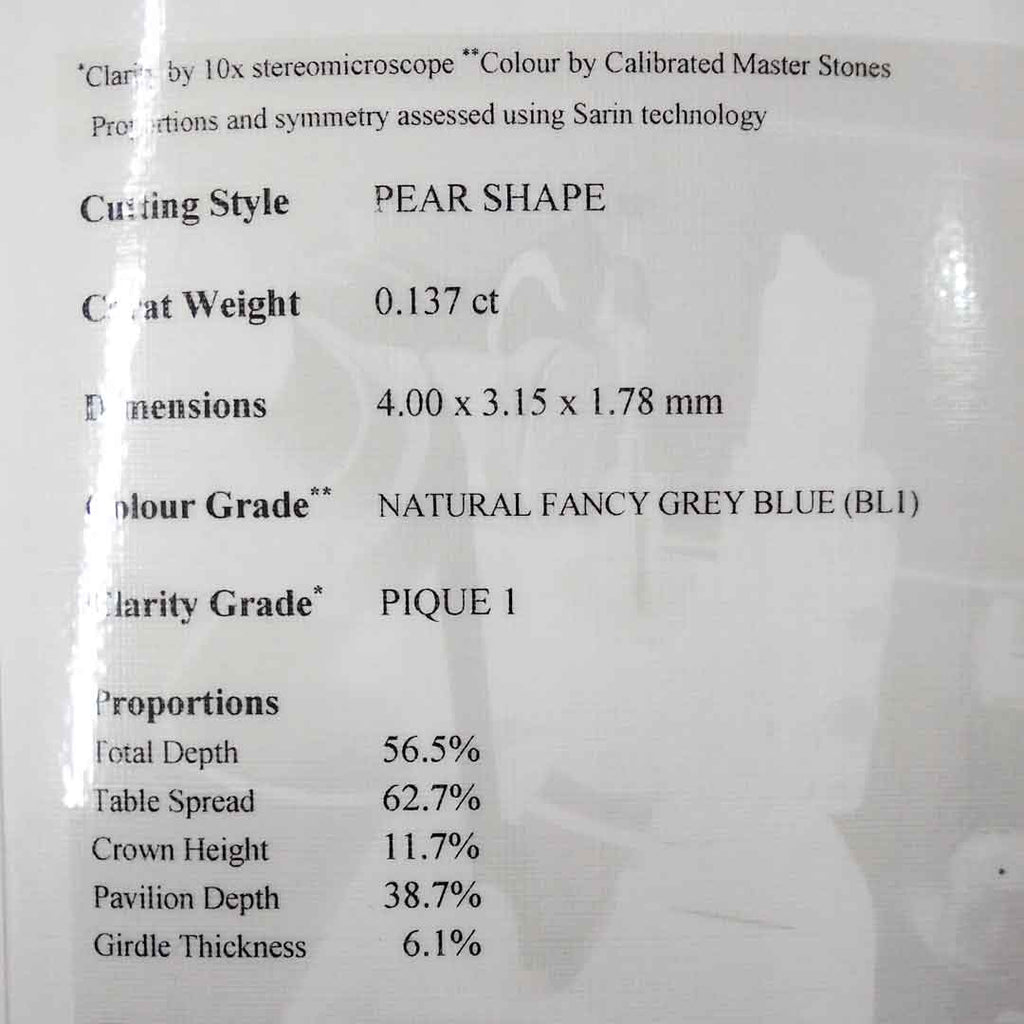 *Clarity by 10x stereomicroscope **Colour by Calibrated Master Stones
Proportions and symmetry assessed using Sarin technology
Cutting Style PEAR SHAPE
Carat Weight 0.137 ct
Dimensions 4.00 x 3.15 x 1.78 mm
Colour Grade** NATURAL FANCY GREY BLUE (BL1)
Clarity Grade* PIQUE 1
Proportions
Total Depth 56.5%
Table Spread 62.7%
Crown Height 11.7%
Pavilion Depth 38.7%
Girdle Thickness 6.1%